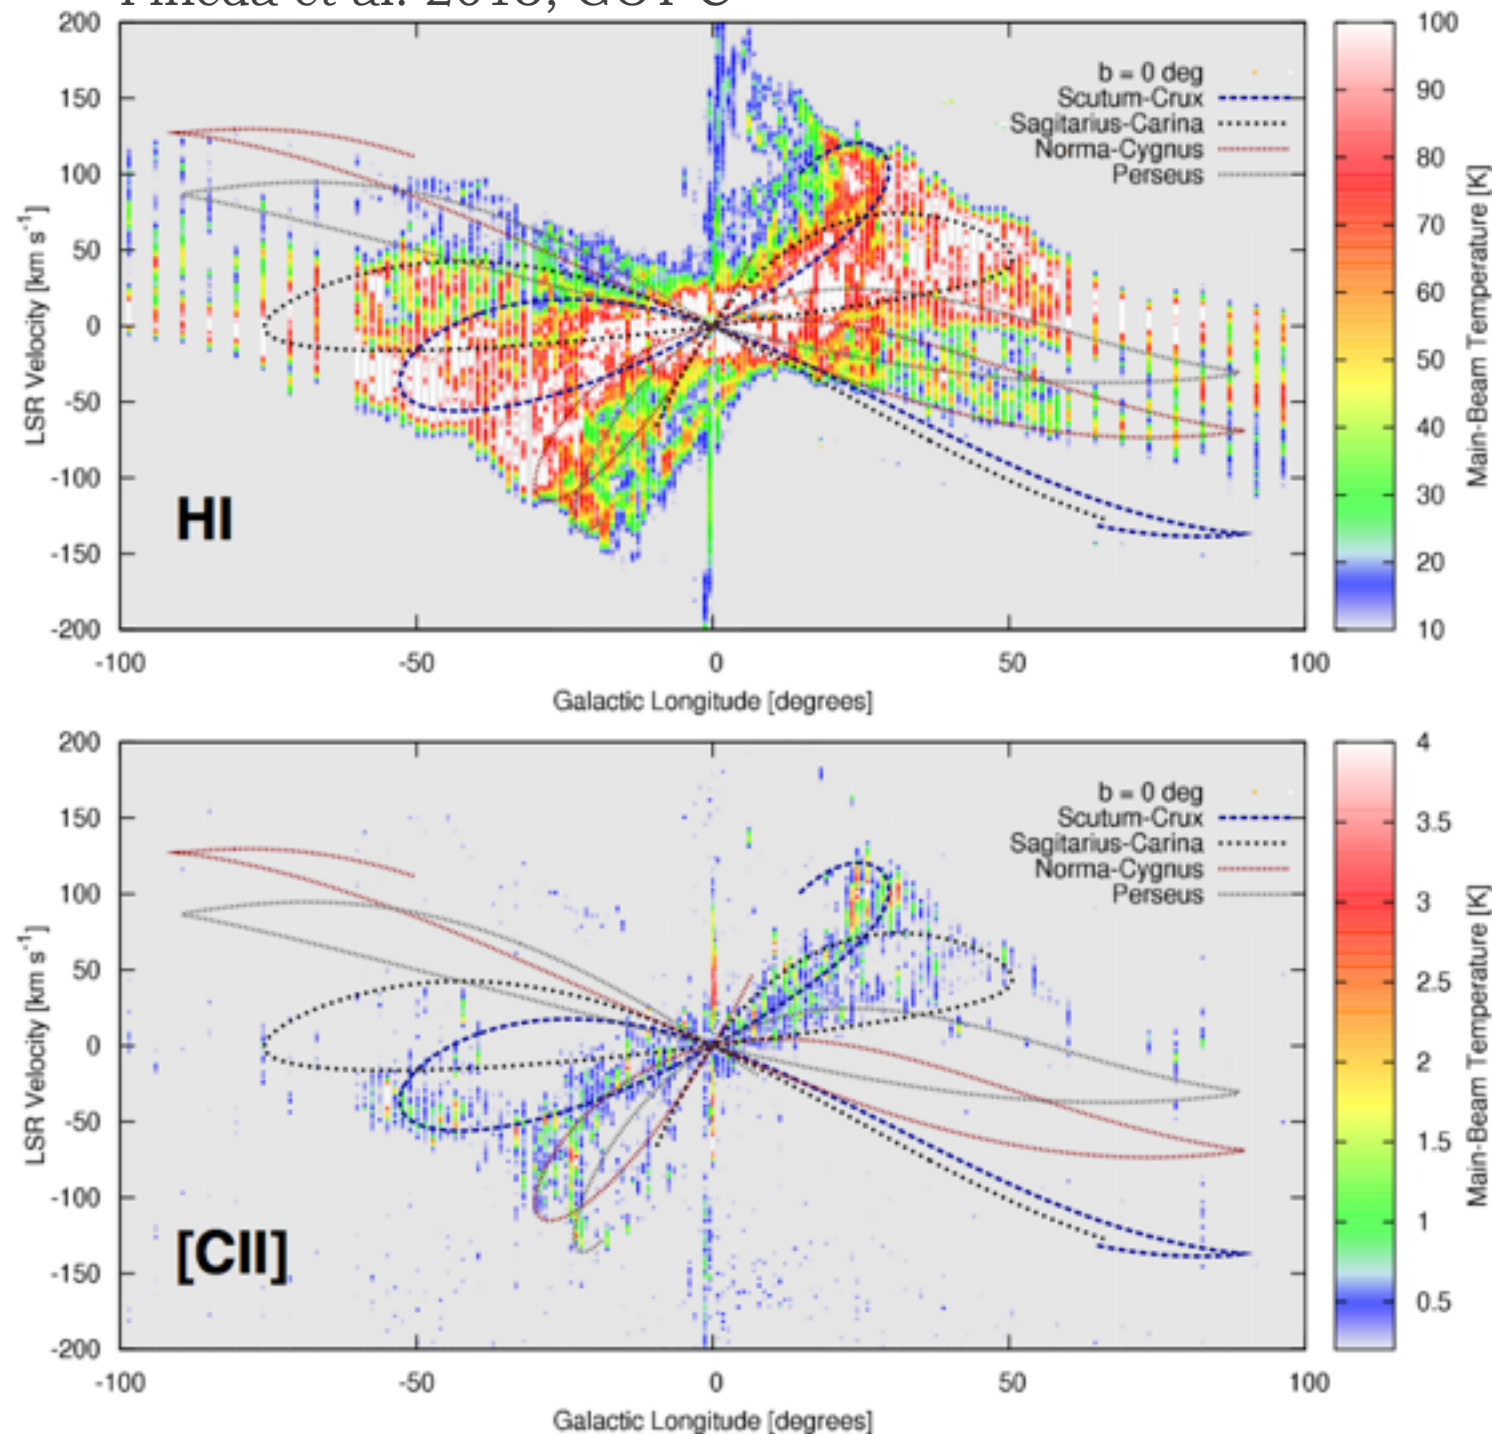 200
150
100
50
0
-50
-100
-150
-200
LSR Velocity [km s-1]
b = 0 deg
Scutum-Crux
Sagitarius-Carina
Norma-Cygnus
Perseus
HI
-100 -50 0 50 100
Galactic Longitude [degrees]
100
90
80
70
60
50
40
30
20
10
Main-Beam Temperature [K]
200
150
100
50
0
-50
-100
-150
-200
LSR Velocity [km s-1]
b = 0 deg
Scutum-Crux
Sagitarius-Carina
Norma-Cygnus
Perseus
[CII]
-100 -50 0 50 100
Galactic Longitude [degrees]
4
3.5
3
2.5
2
1.5
1
0.5
Main-Beam Temperature [K]